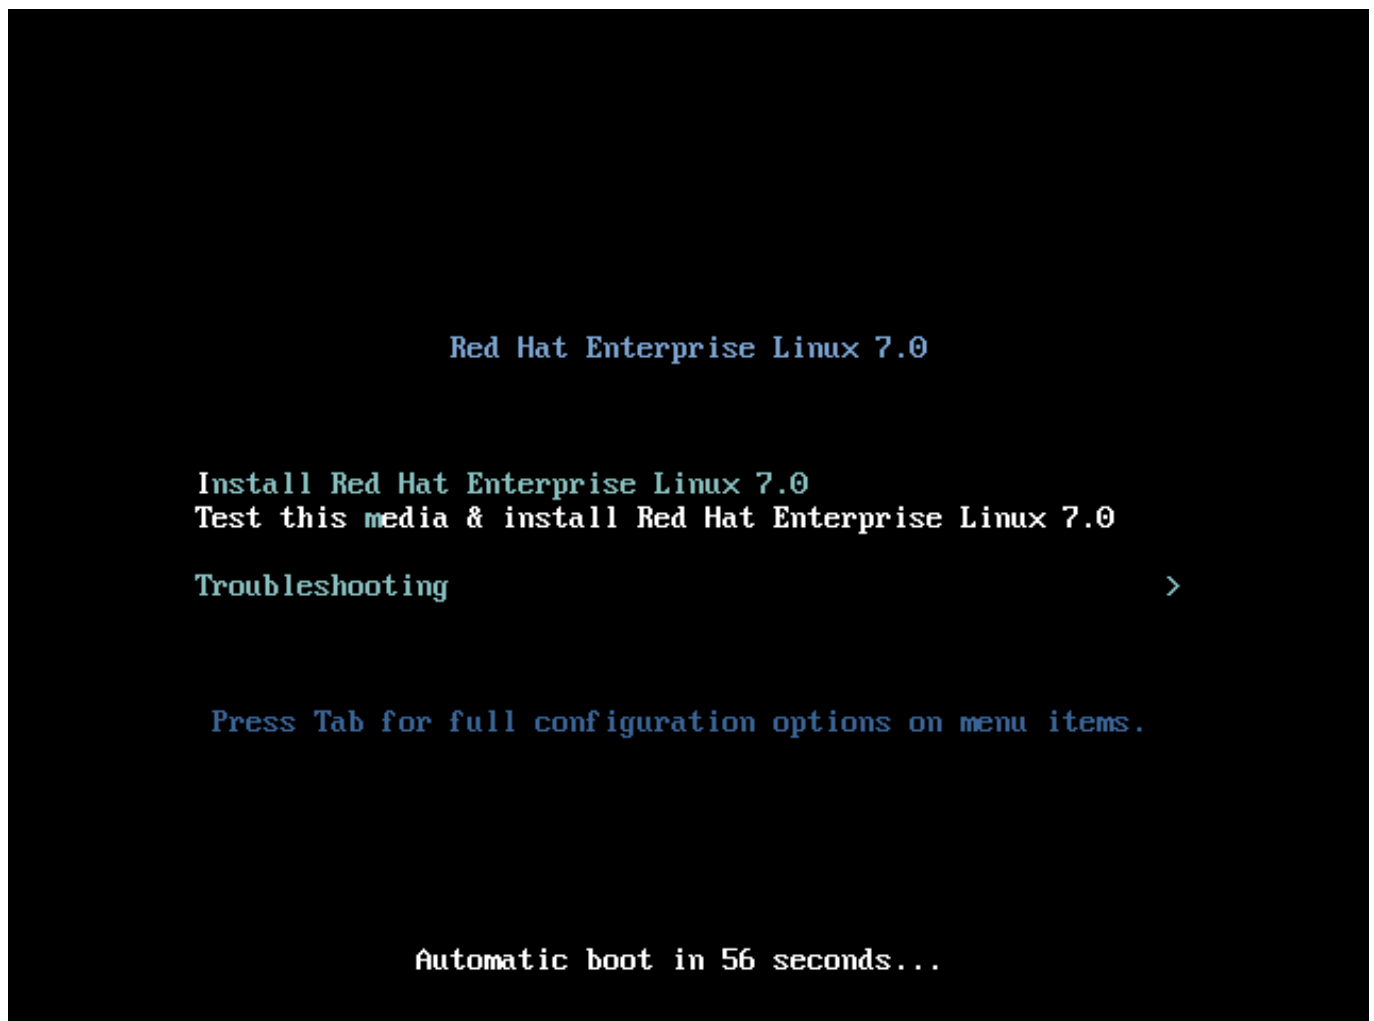 Red Hat Enterprise Linux 7.0
Install Red Hat Enterprise Linux 7.0
Test this media & install Red Hat Enterprise Linux 7.0
Troubleshooting >
Press Tab for full configuration options on menu items.
Automatic boot in 56 seconds...